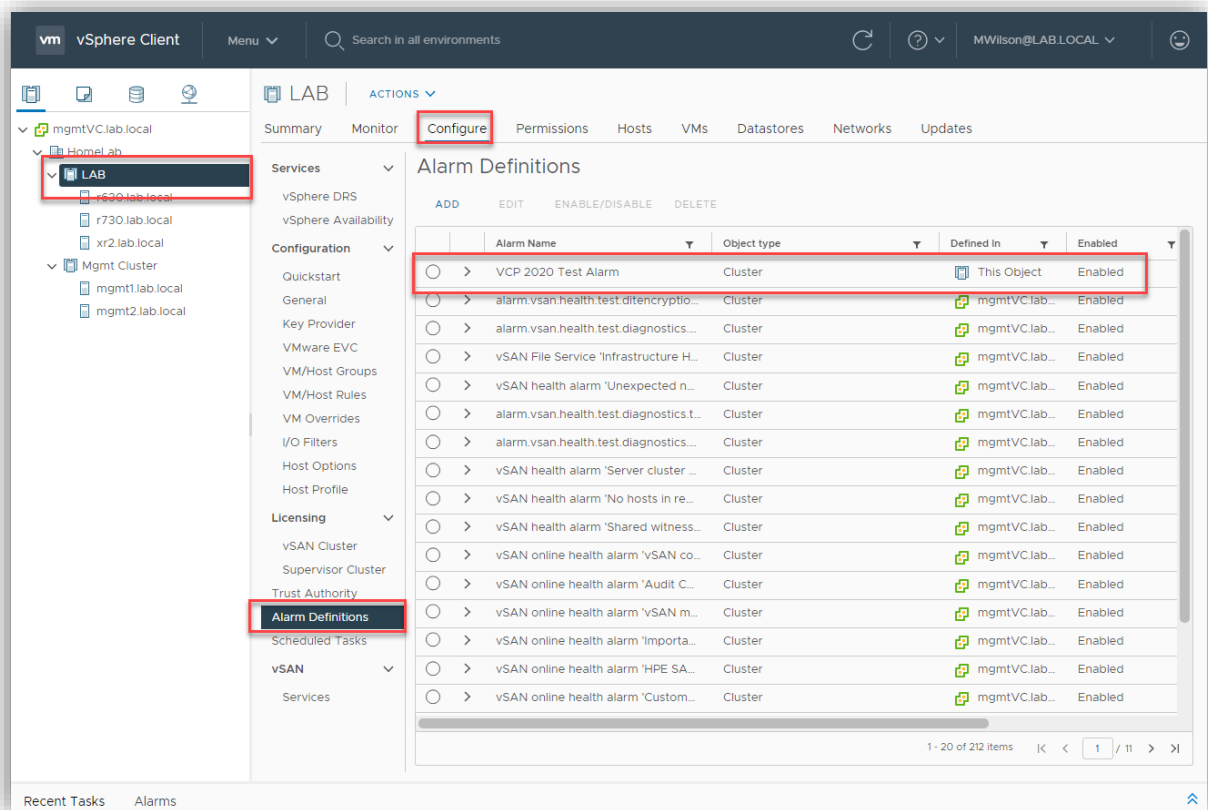 vm vSphere Client Menu Search in all environments MWilson@LAB.LOCAL
mgmtVC.lab.local
HomeLab
LAB
r630.lab.local
r730.lab.local
xr2.lab.local
Mgmt Cluster
mgmt1.lab.local
mgmt2.lab.local
LAB ACTIONS
Summary Monitor Configure Permissions Hosts VMs Datastores Networks Updates
Services
vSphere DRS
vSphere Availability
Configuration
Quickstart
General
Key Provider
VMware EVC
VM/Host Groups
VM/Host Rules
VM Overrides
I/O Filters
Host Options
Host Profile
Licensing
vSAN Cluster
Supervisor Cluster
Trust Authority
Alarm Definitions
Scheduled Tasks
vSAN
Services
Alarm Definitions
ADD EDIT ENABLE/DISABLE DELETE
Alarm Name Object type Defined In Enabled
VCP 2020 Test Alarm Cluster This Object Enabled
alarm.vsan.health.test.ditencryptio... Cluster mgmtVC.lab... Enabled
alarm.vsan.health.test.diagnostics.... Cluster mgmtVC.lab... Enabled
vSAN File Service 'Infrastructure H... Cluster mgmtVC.lab... Enabled
vSAN health alarm 'Unexpected n... Cluster mgmtVC.lab... Enabled
alarm.vsan.health.test.diagnostics.t... Cluster mgmtVC.lab... Enabled
alarm.vsan.health.test.diagnostics.... Cluster mgmtVC.lab... Enabled
vSAN health alarm 'Server cluster ... Cluster mgmtVC.lab... Enabled
vSAN health alarm 'No hosts in re... Cluster mgmtVC.lab... Enabled
vSAN health alarm 'Shared witness... Cluster mgmtVC.lab... Enabled
vSAN online health alarm 'vSAN co... Cluster mgmtVC.lab... Enabled
vSAN online health alarm 'Audit C... Cluster mgmtVC.lab... Enabled
vSAN online health alarm 'vSAN m... Cluster mgmtVC.lab... Enabled
vSAN online health alarm 'Importa... Cluster mgmtVC.lab... Enabled
vSAN online health alarm 'HPE SA... Cluster mgmtVC.lab... Enabled
vSAN online health alarm 'Custom... Cluster mgmtVC.lab... Enabled
1 - 20 of 212 items 1 / 11
Recent Tasks Alarms